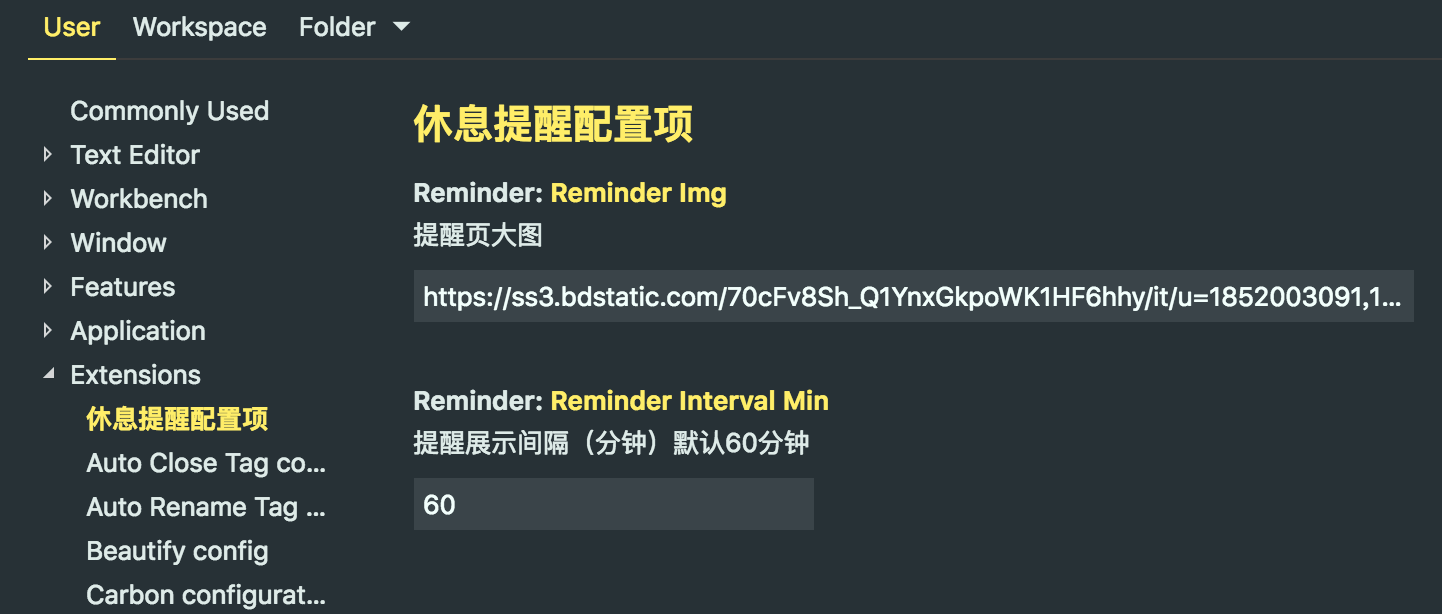 User Workspace Folder
Commonly Used
Text Editor
Workbench
Window
Features
Application
Extensions
休息提醒配置项
Auto Close Tag co...
Auto Rename Tag ...
Beautify config
Carbon configurat...
休息提醒配置项
Reminder: Reminder Img
提醒页大图
https://ss3.bdstatic.com/70cFv8Sh_Q1YnxGkpoWK1HF6hhy/it/u=1852003091,1...
Reminder: Reminder Interval Min
提醒展示间隔（分钟）默认60分钟
60